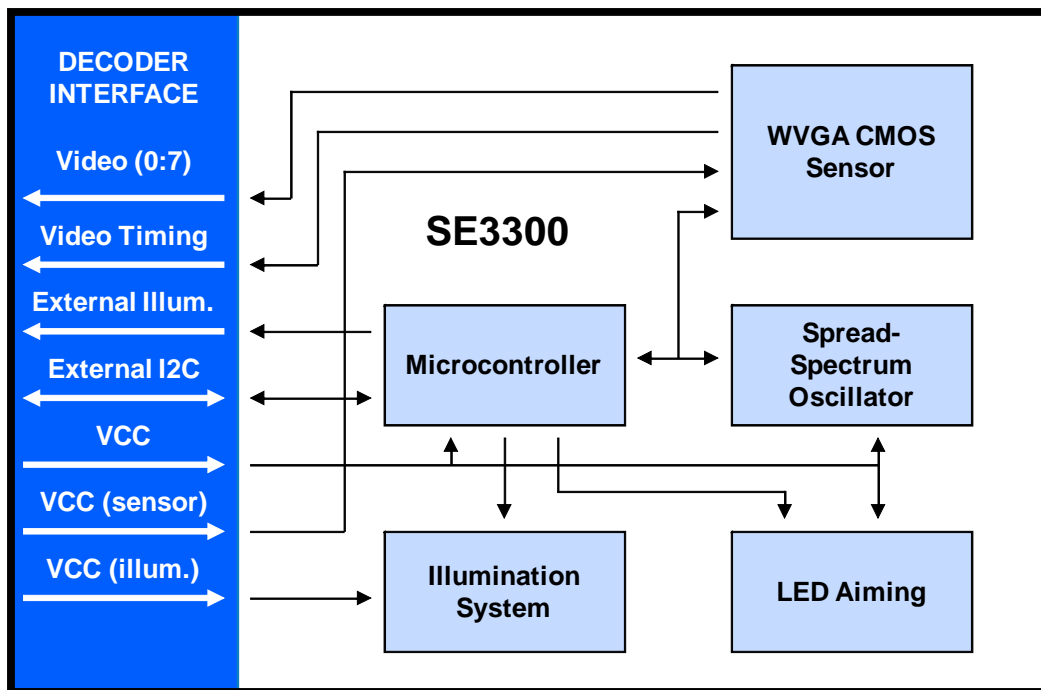 DECODER
INTERFACE
Video (0:7)
Video Timing
External Illum.
External I2C
VCC
VCC (sensor)
VCC (illum.)
SE3300
WVGA CMOS
Sensor
Microcontroller
Spread-
Spectrum
Oscillator
Illumination
System
LED Aiming